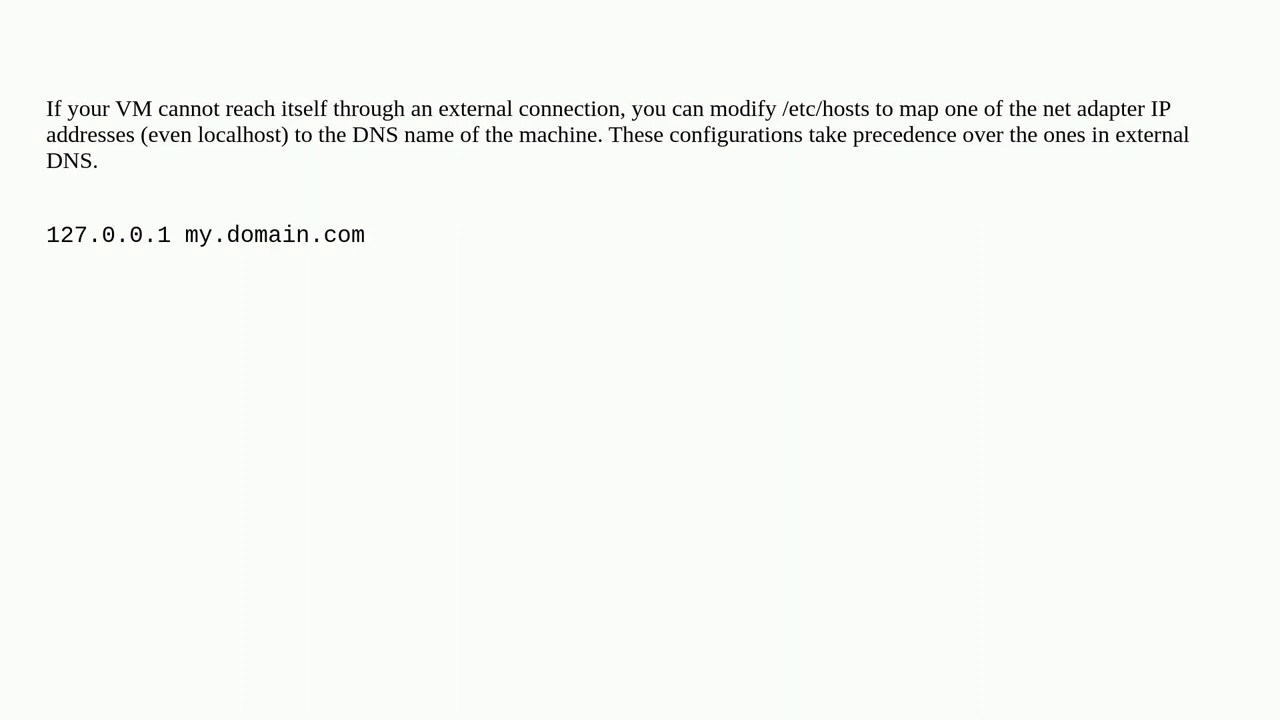 If your VM cannot reach itself through an external connection, you can modify /etc/hosts to map one of the net adapter IP
addresses (even localhost) to the DNS name of the machine. These configurations take precedence over the ones in external
DNS.
127.0.0.1 my.domain.com